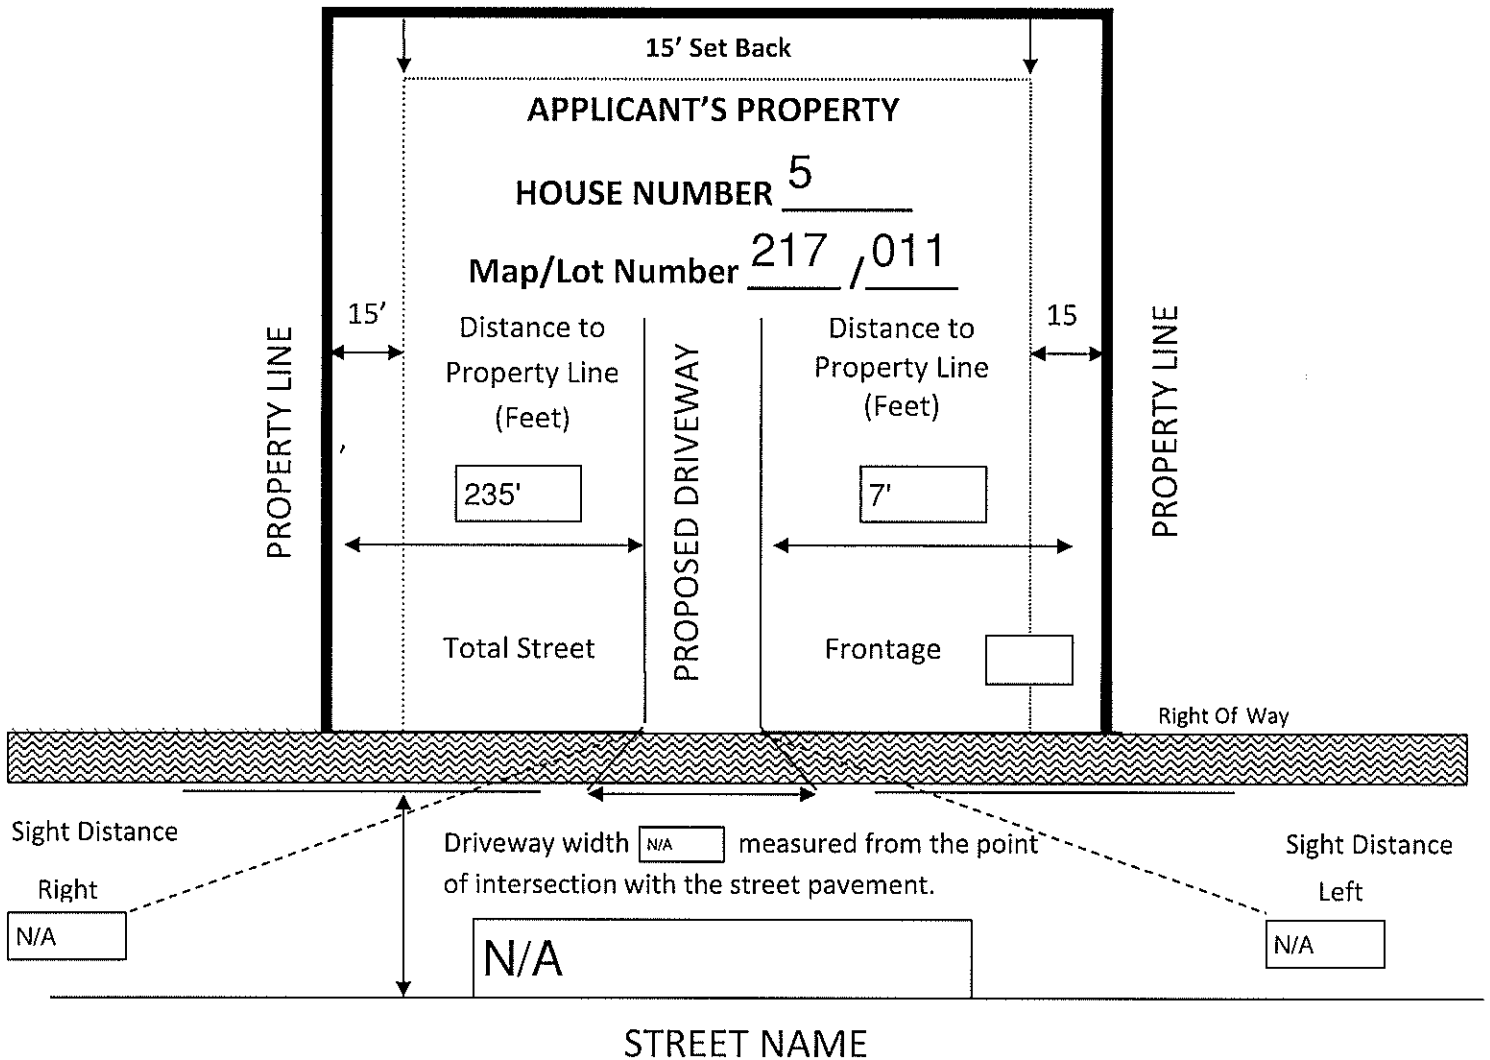 15' Set Back
APPLICANT'S PROPERTY
HOUSE NUMBER 5
Map/Lot Number 217 / 011
15'
15
PROPERTY LINE
Distance to
Property Line
(Feet)
235'
PROPOSED DRIVEWAY
Distance to
Property Line
(Feet)
7'
PROPERTY LINE
Total Street
Frontage
Right Of Way
Sight Distance
Right
N/A
Driveway width N/A measured from the point
of intersection with the street pavement.
Sight Distance
Left
N/A
N/A
STREET NAME